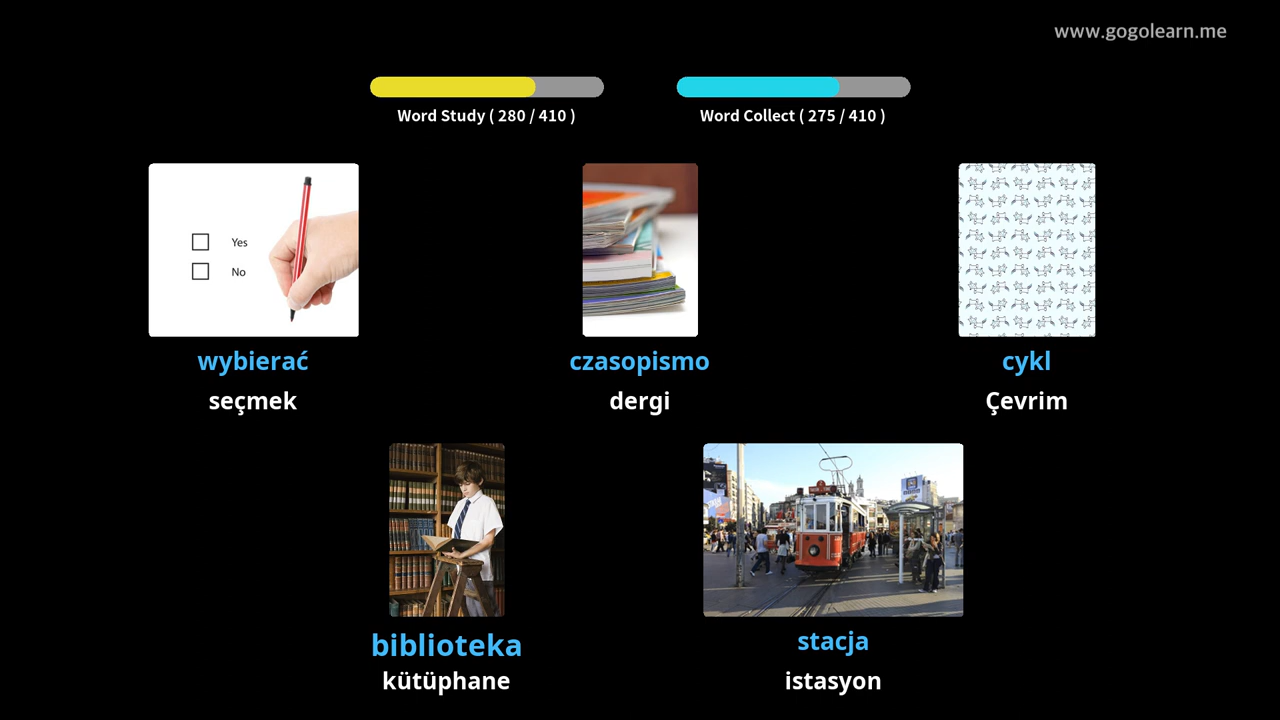 www.gogolearn.me
Word Study ( 280 / 410 )
Word Collect ( 275 / 410 )
Yes
No
wybierać
seçmek
czasopismo
dergi
cykl
Çevrim
biblioteka
kütüphane
stacja
istasyon